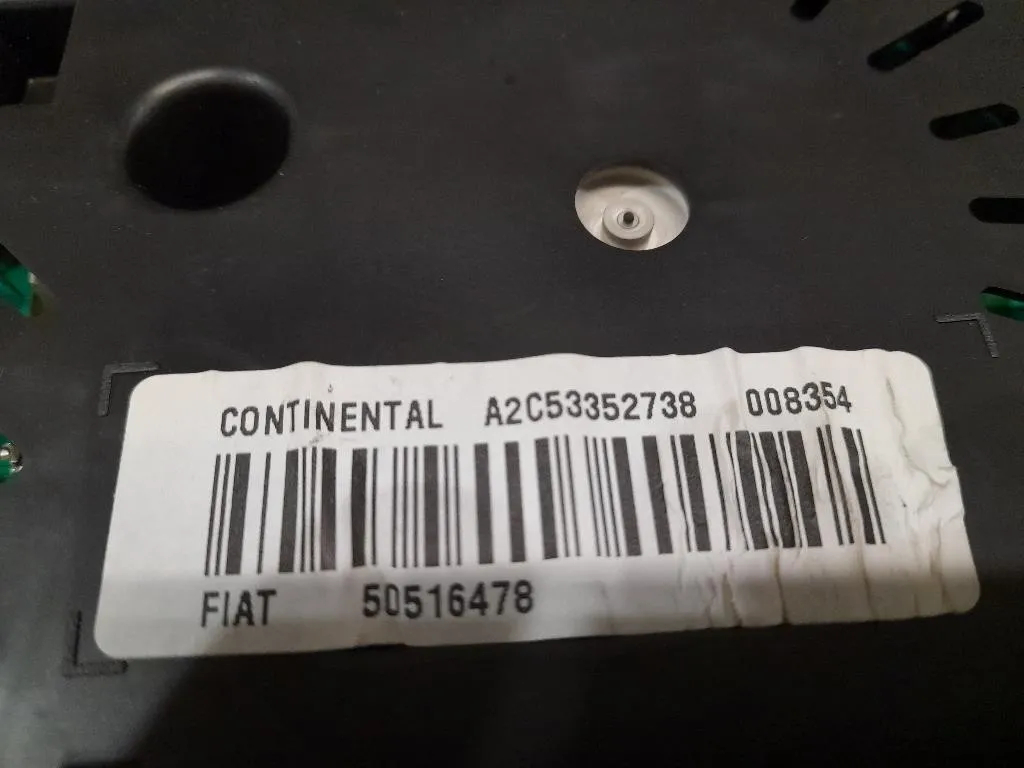 CONTINENTAL A2C53352738 008354
FIAT 50516478